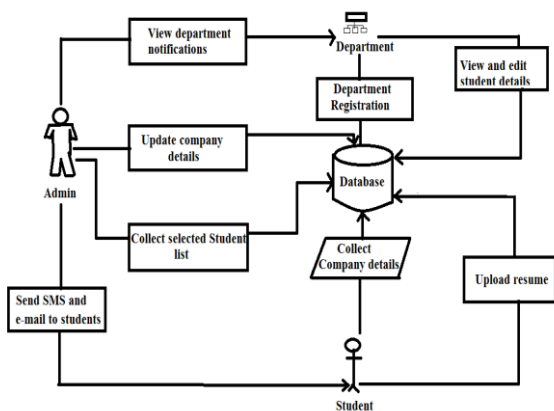 View department
notifications
Department
View and edit
student details
Department
Registration
Update company
details
Database
Admin
Collect selected Student
list
Collect
Company details
Upload resume
Send SMS and
e-mail to students
Student